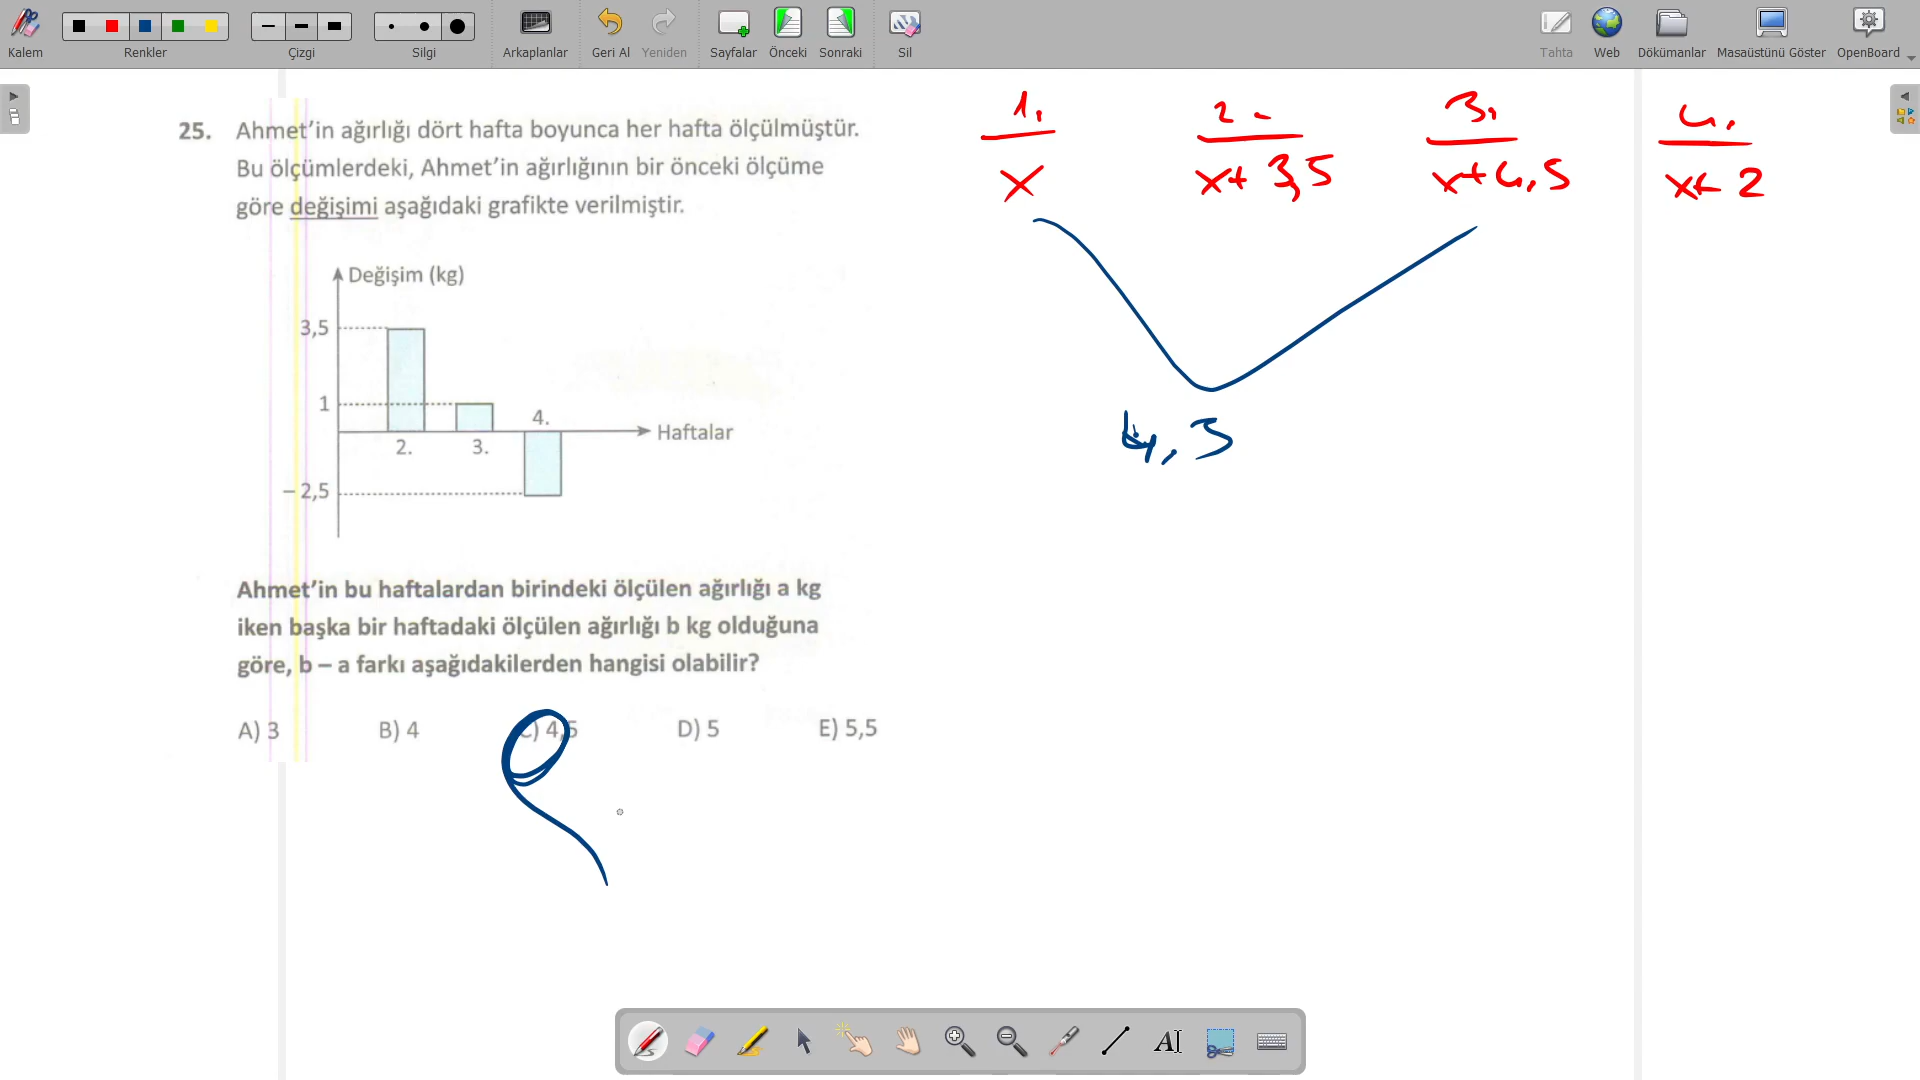 Kalem
Renkler
Çizgi
Silgi
Arkaplanlar
Geri Al
Yeniden
Sayfalar
Önceki
Sonraki
Sil
Tahta
Web
Dökümanlar
Masaüstünü Göster
OpenBoard
25. Ahmet'in ağırlığı dört hafta boyunca her hafta ölçülmüştür.
Bu ölçümlerdeki, Ahmet'in ağırlığının bir önceki ölçüme
göre değişimi aşağıdaki grafikte verilmiştir.
Değişim (kg)
3,5
1
4.
Haftalar
2.
3.
– 2,5
Ahmet'in bu haftalardan birindeki ölçülen ağırlığı a kg
iken başka bir haftadaki ölçülen ağırlığı b kg olduğuna
göre, b – a farkı aşağıdakilerden hangisi olabilir?
A) 3 B) 4 C) 4,5 D) 5 E) 5,5
1. 2. 3. 4.
x x+3,5 x+4,5 x+2
4,5